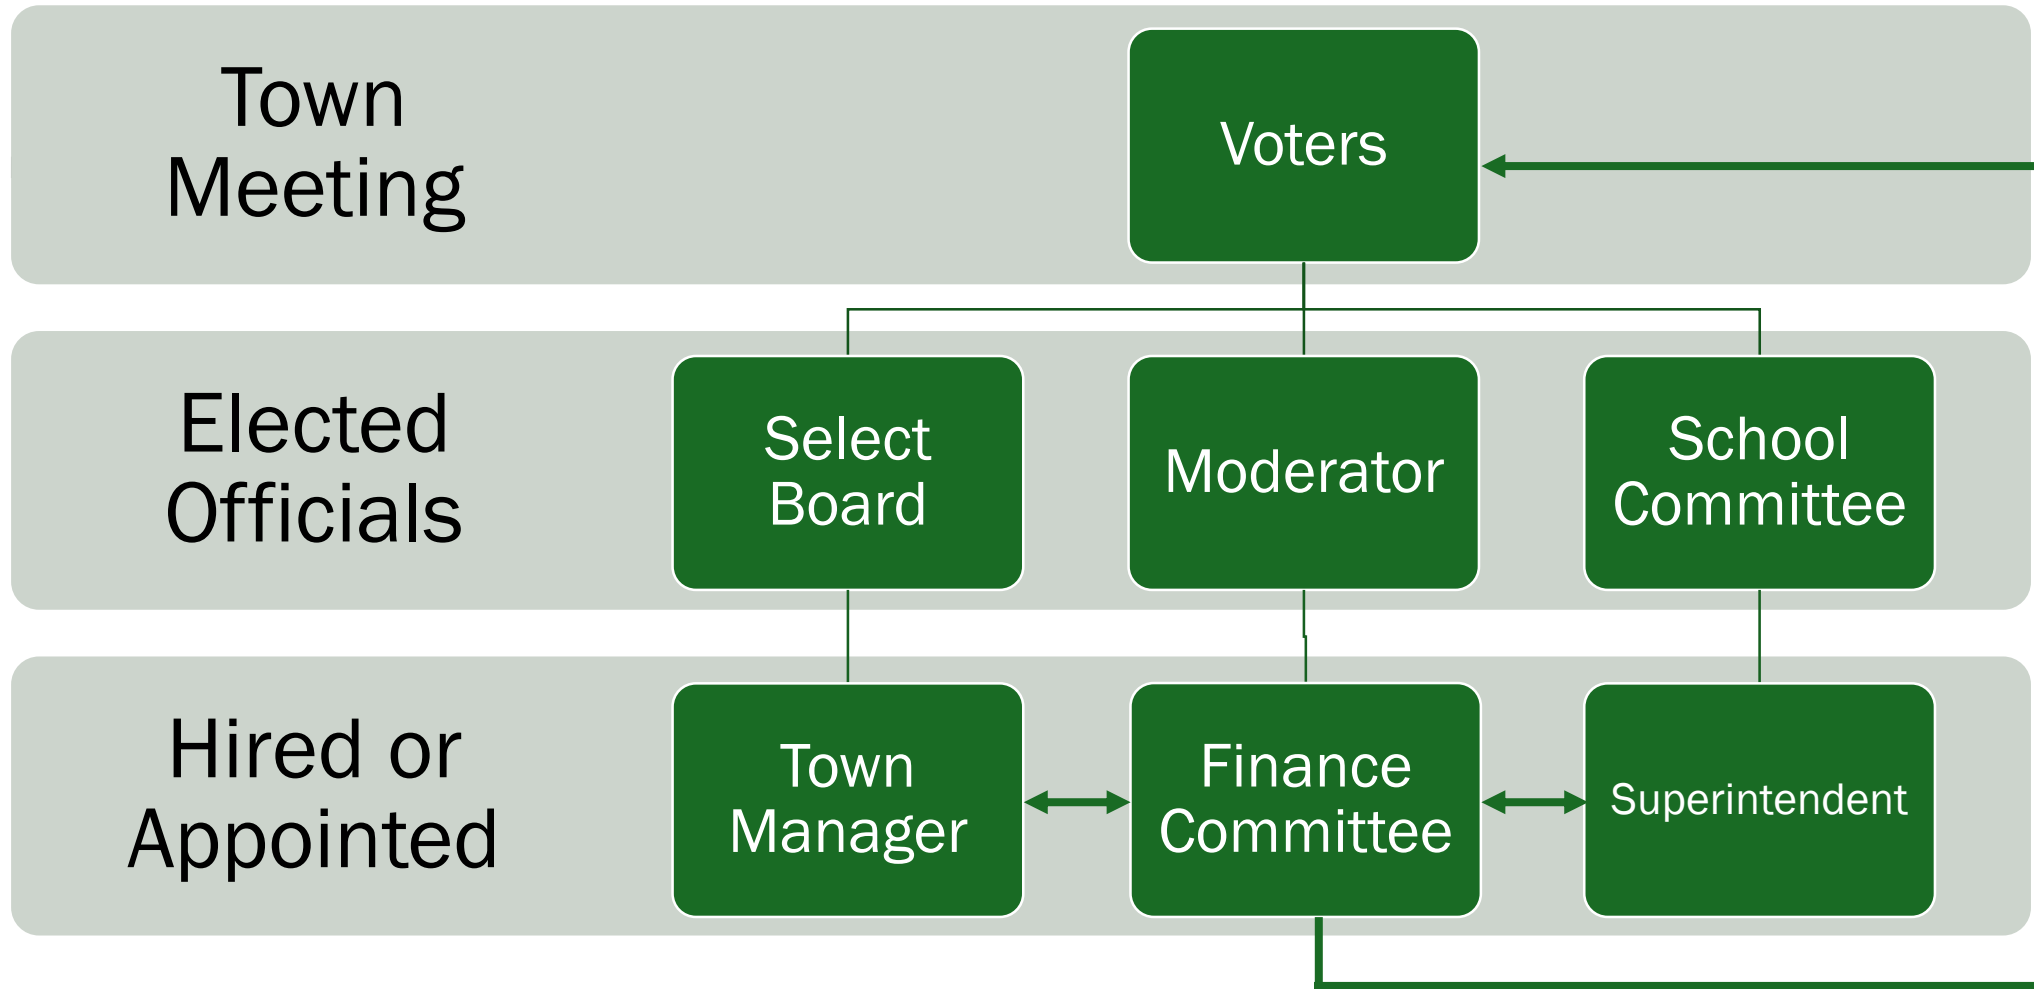 Town
Meeting
Voters
Elected
Officials
Select
Board
Moderator
School
Committee
Hired or
Appointed
Town
Manager
Finance
Committee
Superintendent